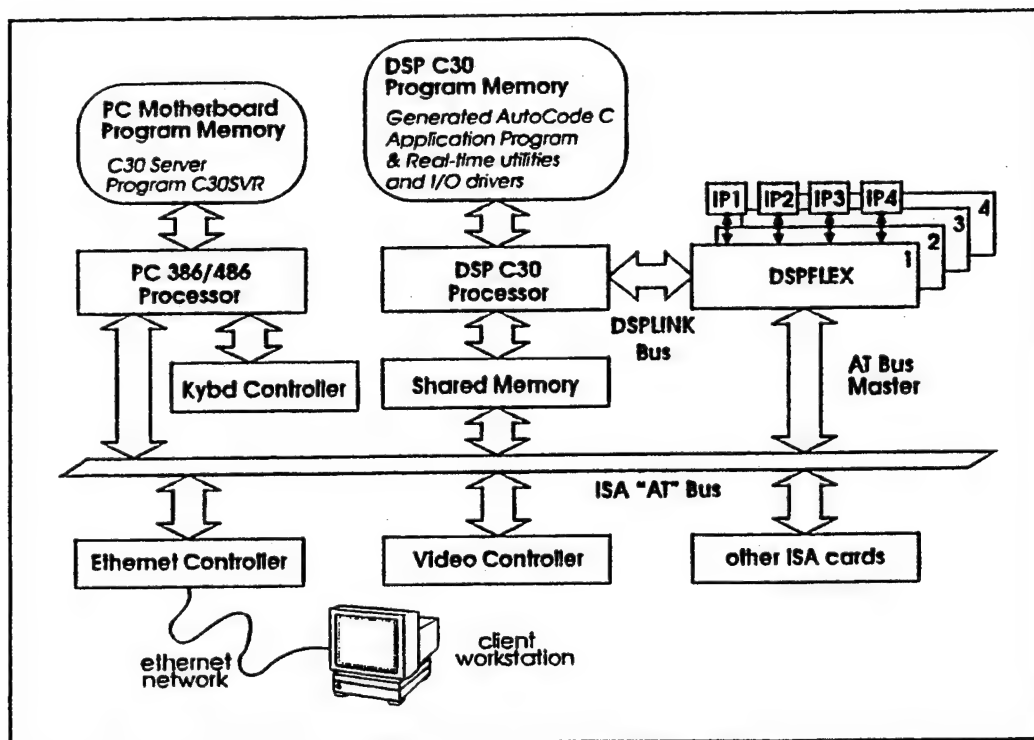 PC Motherboard
Program Memory
C30 Server
Program C30SVR
DSP C30
Program Memory
Generated AutoCode C
Application Program
& Real-time utilities
and I/O drivers
IP1
IP2
IP3
IP4
4
3
2
1
PC 386/486
Processor
DSP C30
Processor
DSPFLEX
DSPLINK
Bus
Kybd Controller
Shared Memory
AT Bus
Master
ISA "AT" Bus
Ethernet Controller
Video Controller
other ISA cards
ethernet
network
client
workstation